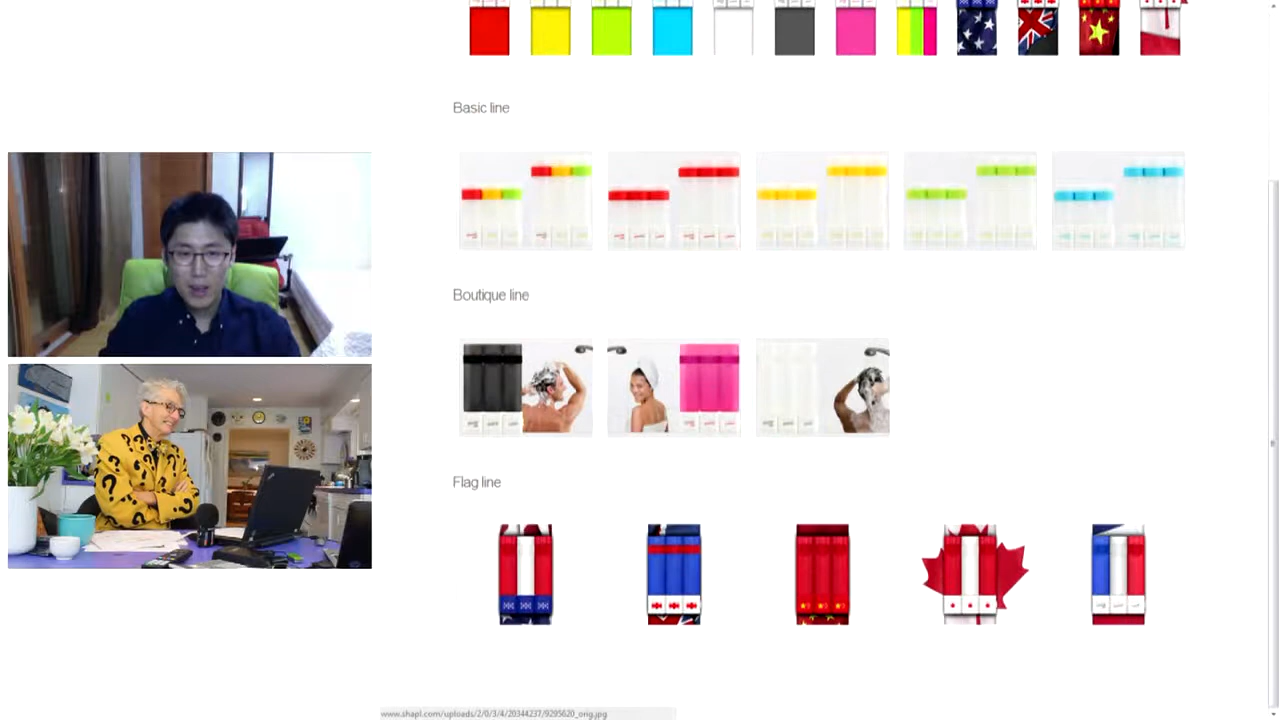 Basic line
Boutique line
Flag line
www.shapl.com/uploads/2/0/3/4/20344237/9295620_orig.jpg